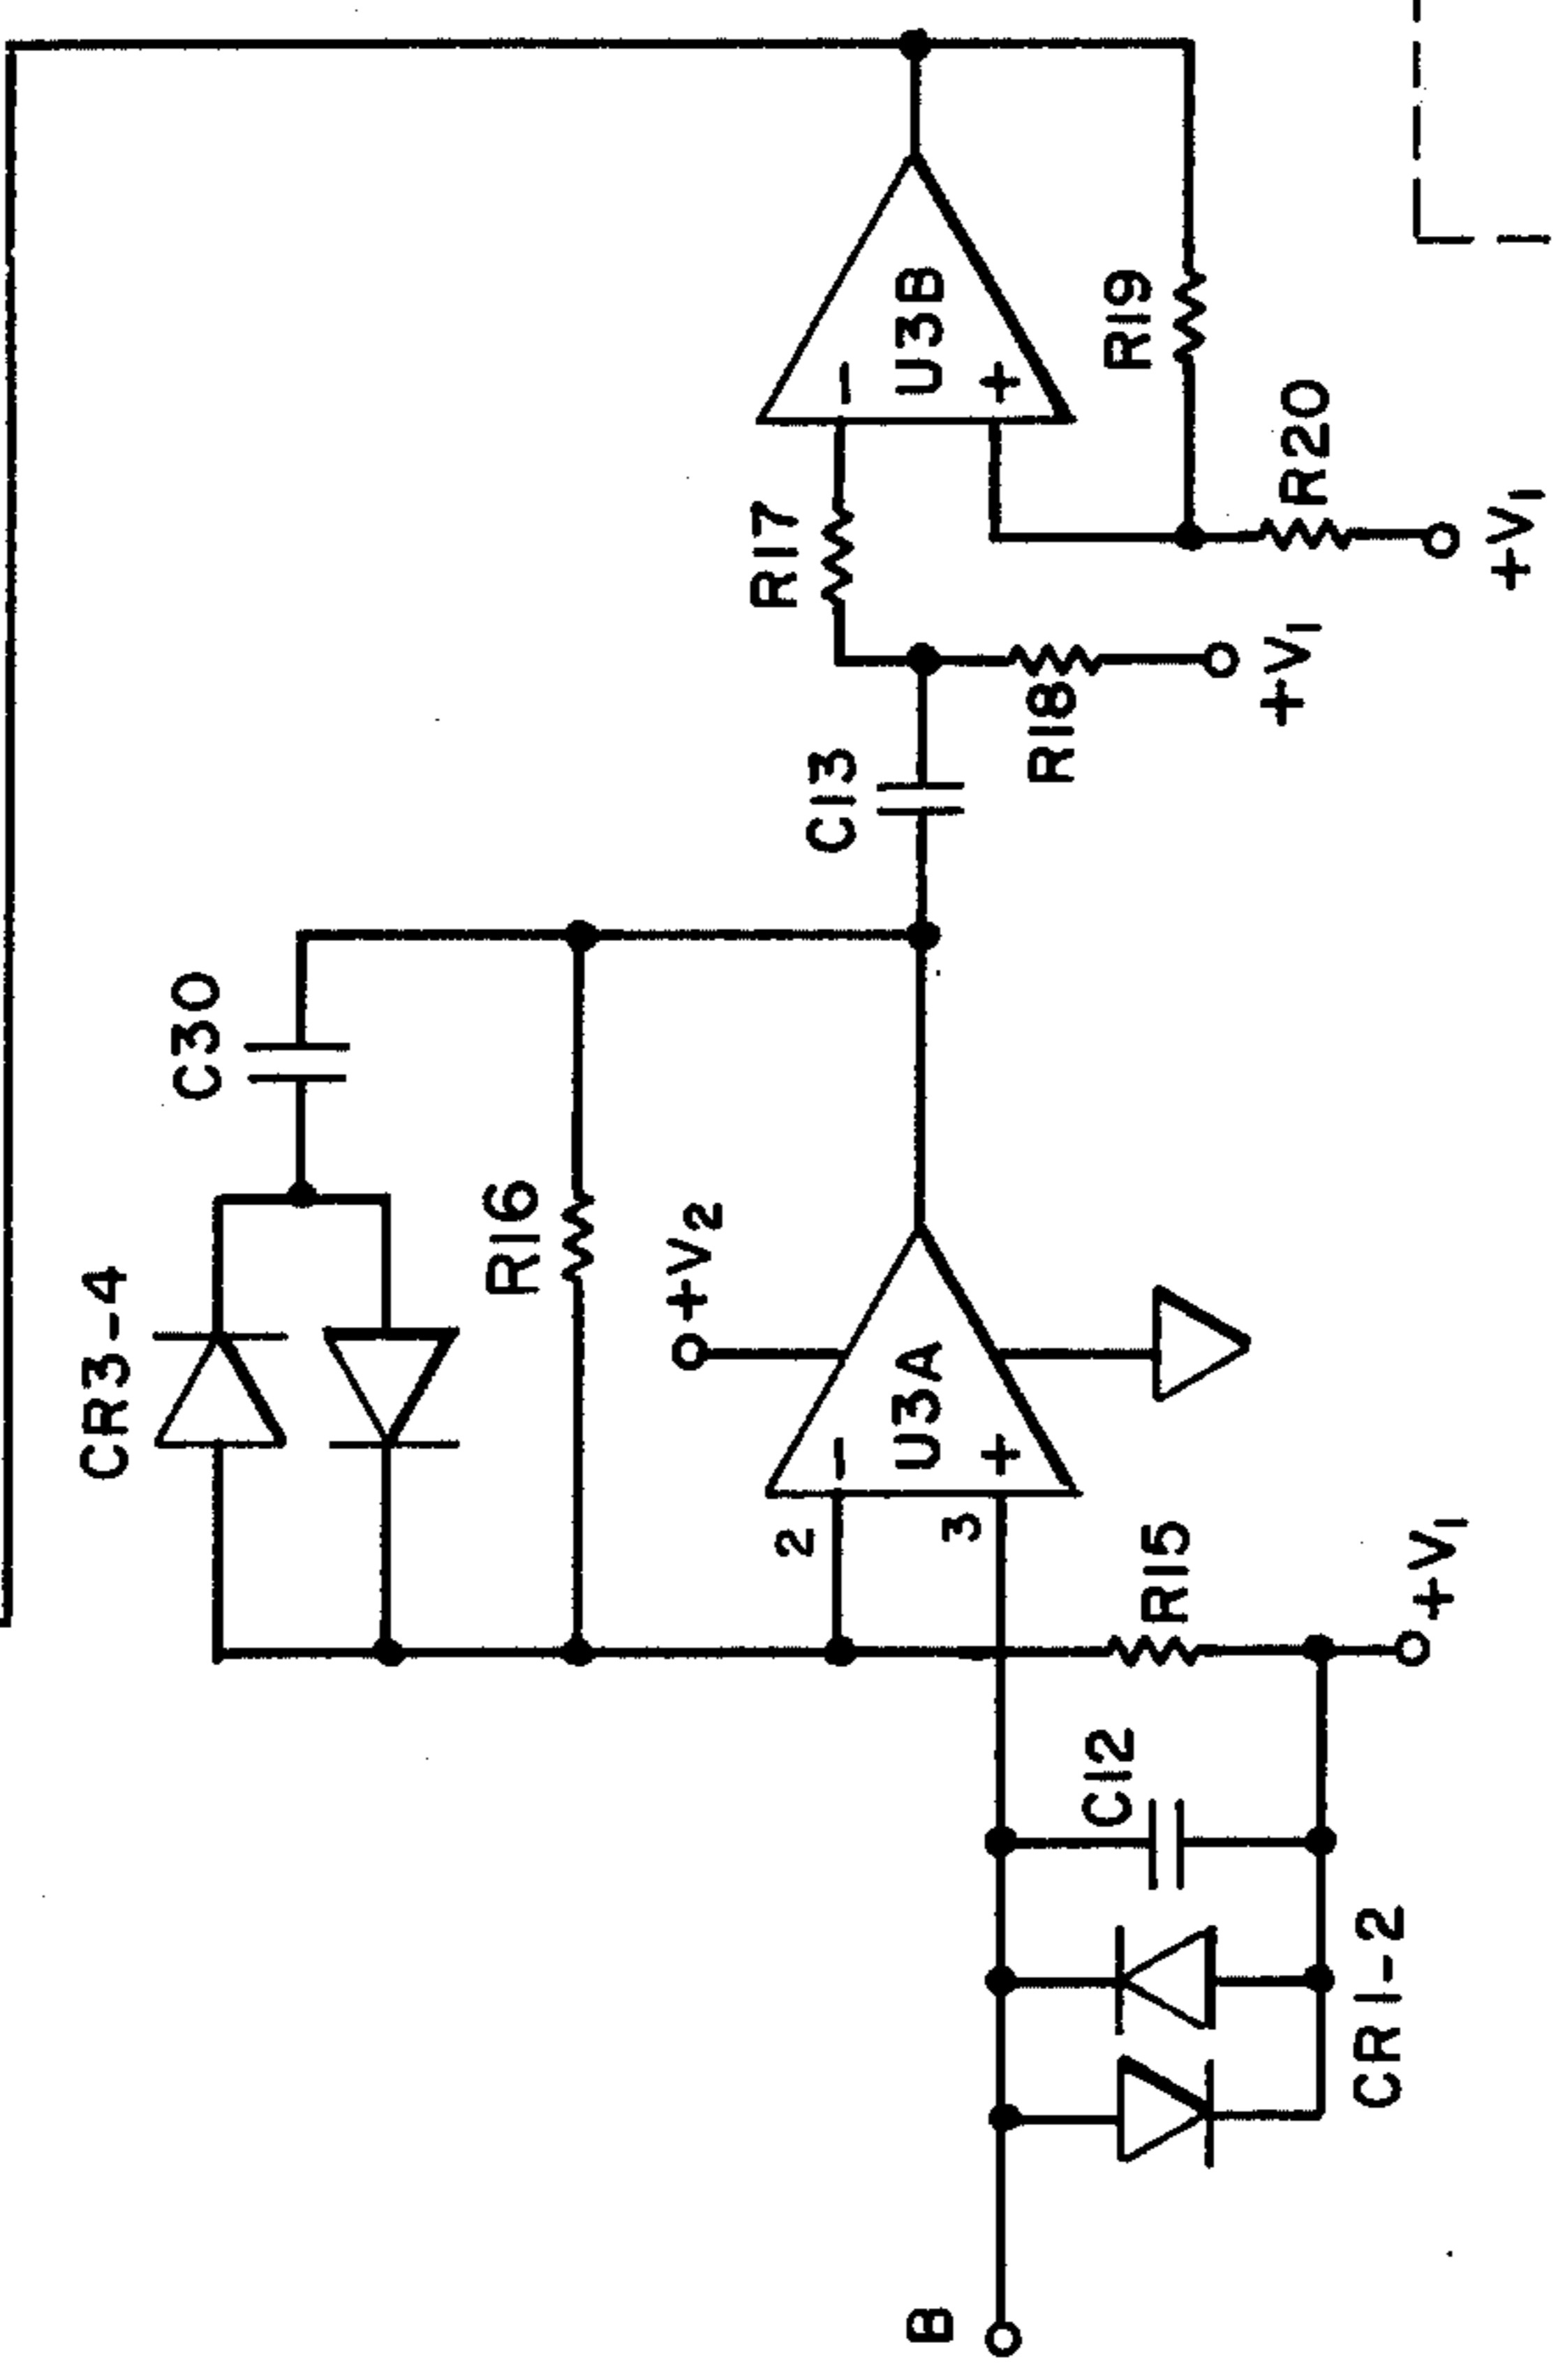 CR3-4
C30
R16
+V2
2
-
U3A
3
+
R15
+V1
B
C12
CR1-2
C13
R17
R18
+V1
-
U3B
+
R19
R20
+V1